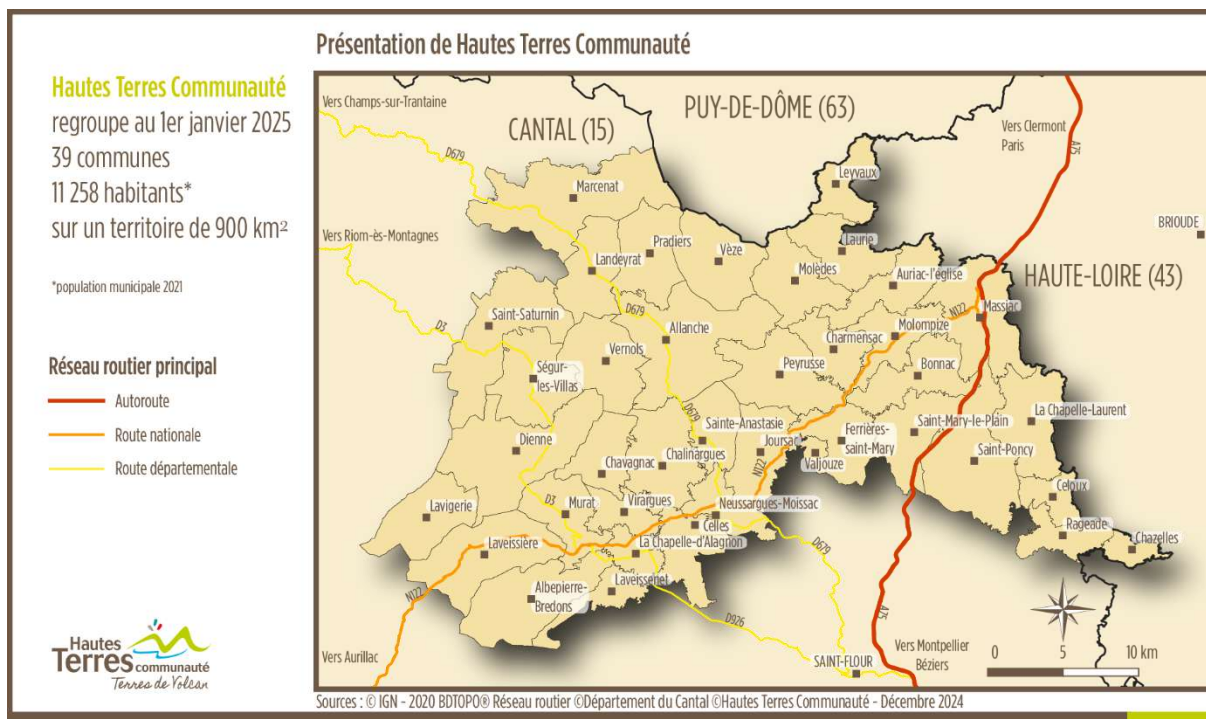 Présentation de Hautes Terres Communauté
Hautes Terres Communauté
regroupe au 1er janvier 2025
39 communes
11 258 habitants*
sur un territoire de 900 km²
*population municipale 2021
Réseau routier principal
Autoroute
Route nationale
Route départementale
Hautes
Terres communauté
Terres de Volcan
Vers Champs-sur-Trantaine
PUY-DE-DÔME (63)
CANTAL (15)
Vers Clermont
Paris
A75
D679
Leyvaux
Marcenat
BRIOUDE
Vers Riom-ès-Montagnes
Pradiers
Vèze
Laurie
Landeyrat
Molèdes
Auriac-l'église
HAUTE-LOIRE (43)
D3
Saint-Saturnin
D679
Allanche
N122
Massiac
Molompize
Charmensac
Vernols
Ségur-
les-Villas
Peyrusse
Bonnac
D679
Sainte-Anastasie
Saint-Mary-le-Plain
La Chapelle-Laurent
Dienne
Joursac
Ferrières-
saint-Mary
Chalinargues
Valjouze
Saint-Poncy
Chavagnac
N122
Celoux
D3
Murat
Virargues
Neussargues-Moissac
Lavigerie
Celles
Rageade
La Chapelle-d'Alagnon
Laveissière
D679
Chazelles
Albepierre-
Bredons
Laveissenet
N122
D926
A75
Vers Aurillac
SAINT-FLOUR
Vers Montpellier
Béziers
0 5 10 km
Sources : © IGN - 2020 BDTOPO® Réseau routier ©Département du Cantal ©Hautes Terres Communauté - Décembre 2024